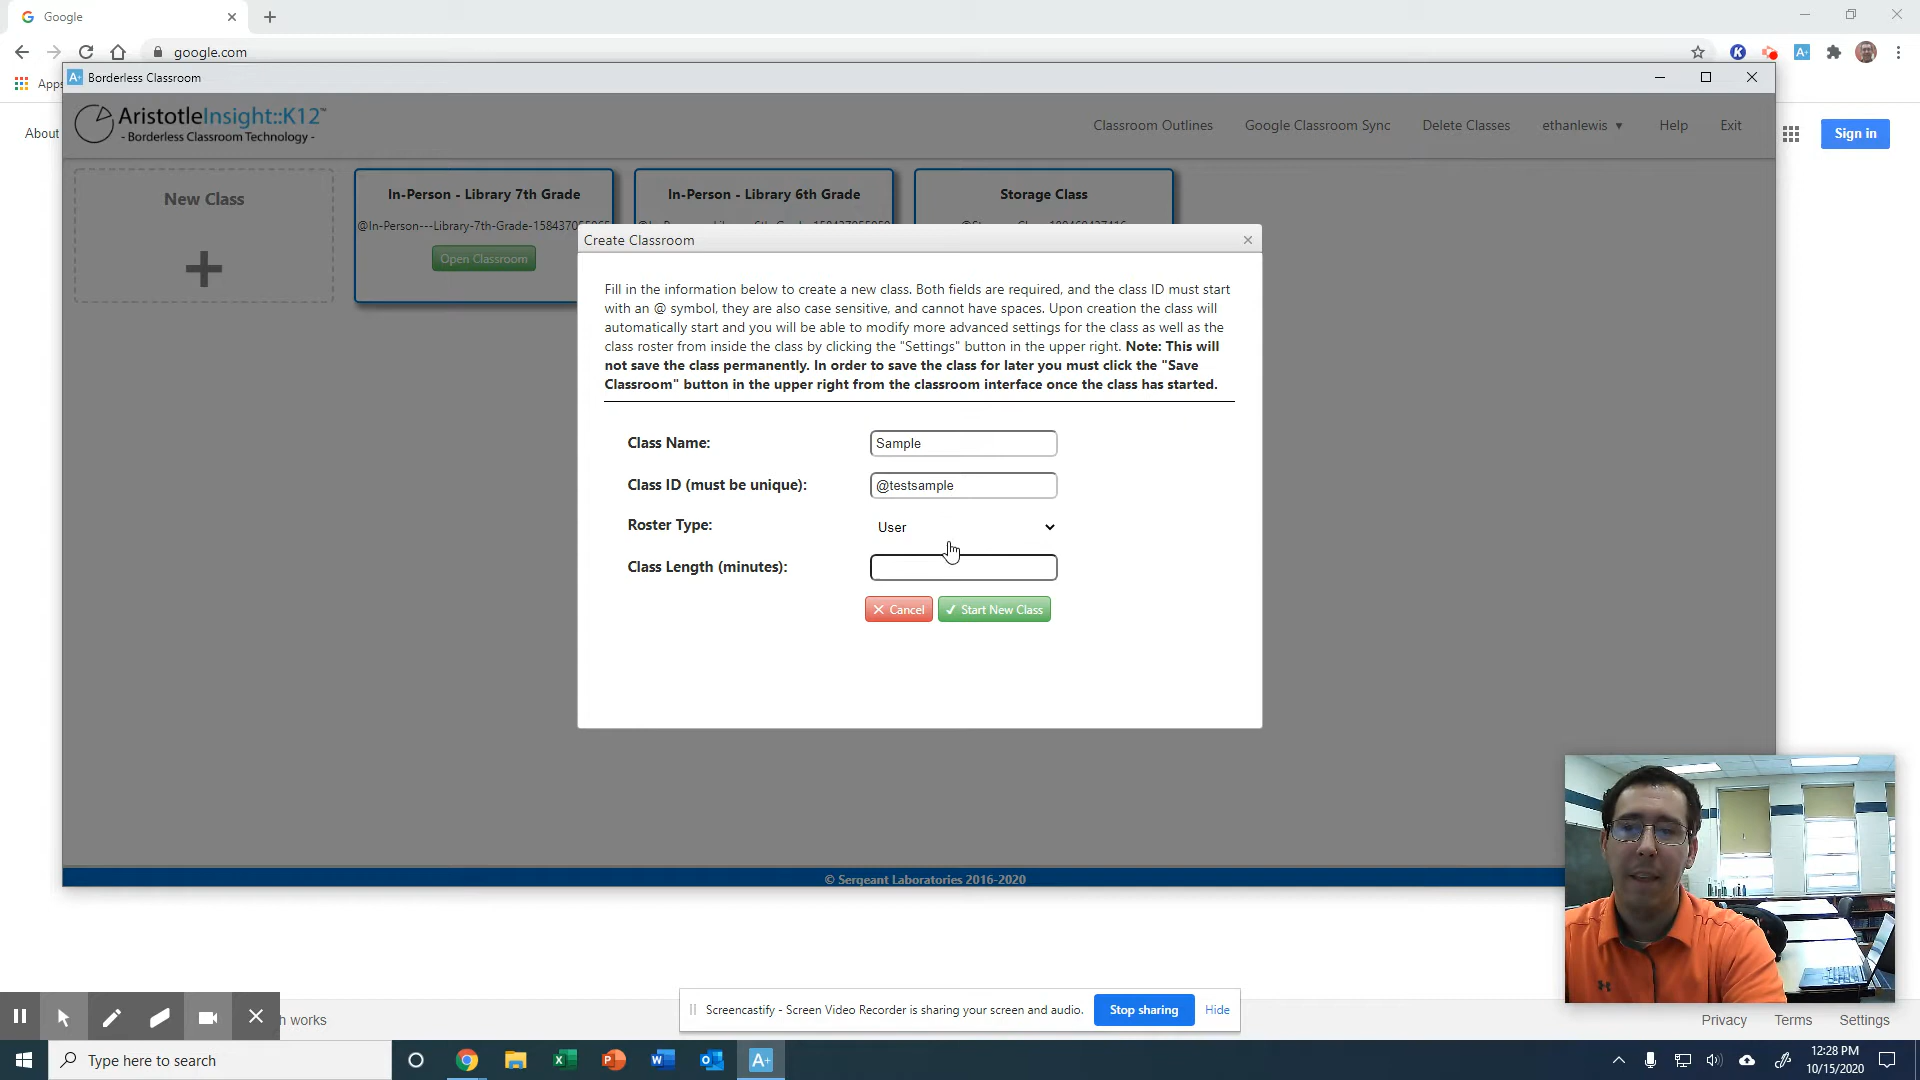 Google
google.com
Apps
A+ Borderless Classroom
AristotleInsight::K12™
- Borderless Classroom Technology -
Classroom Outlines
Google Classroom Sync
Delete Classes
ethanlewis
Help
Exit
About
Sign in
New Class
In-Person - Library 7th Grade
Open Classroom
In-Person - Library 6th Grade
Storage Class
Create Classroom
Fill in the information below to create a new class. Both fields are required, and the class ID must start
with an @ symbol, they are also case sensitive, and cannot have spaces. Upon creation the class will
automatically start and you will be able to modify more advanced settings for the class as well as the
class roster from inside the class by clicking the "Settings" button in the upper right. Note: This will
not save the class permanently. In order to save the class for later you must click the "Save
Classroom" button in the upper right from the classroom interface once the class has started.
Class Name: Sample
Class ID (must be unique): @testsample
Roster Type: User
Class Length (minutes):
Cancel
Start New Class
© Sergeant Laboratories 2016-2020
Screencastify - Screen Video Recorder is sharing your screen and audio.
Stop sharing
Hide
h works
Privacy
Terms
Settings
Type here to search
12:28 PM
10/15/2020